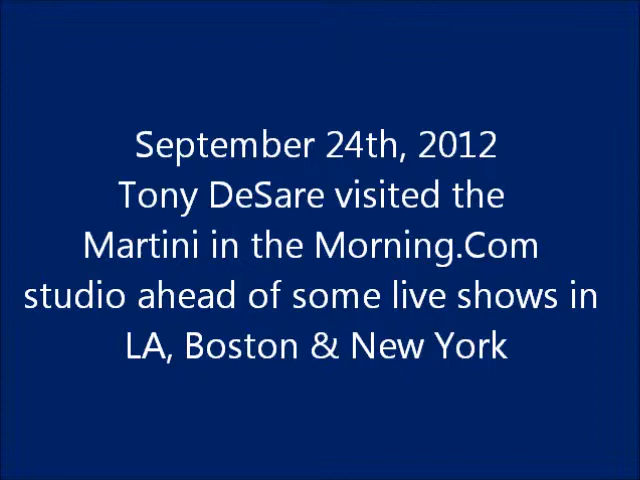 September 24th, 2012
Tony DeSare visited the
Martini in the Morning.Com
studio ahead of some live shows in
LA, Boston & New York